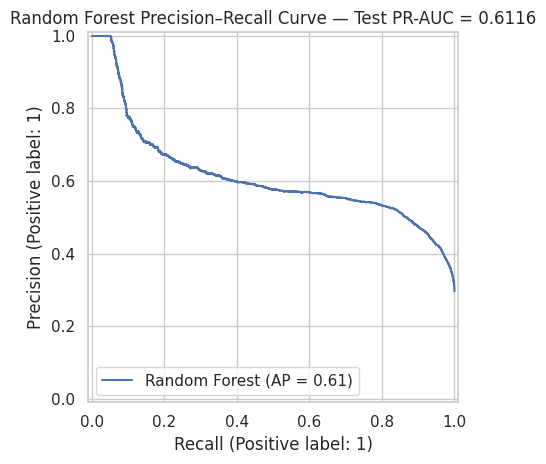 Random Forest Precision–Recall Curve — Test PR-AUC = 0.6116
1.0
0.8
0.6
0.4
0.2
0.0
Precision (Positive label: 1)
Random Forest (AP = 0.61)
0.0 0.2 0.4 0.6 0.8 1.0
Recall (Positive label: 1)